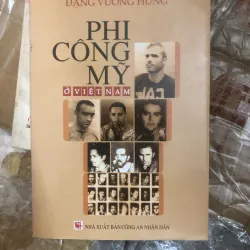 ĐẶNG VƯƠNG HƯNG
PHI
CÔNG
MỸ
Ở VIỆT NAM
NHÀ XUẤT BẢN CÔNG AN NHÂN DÂN